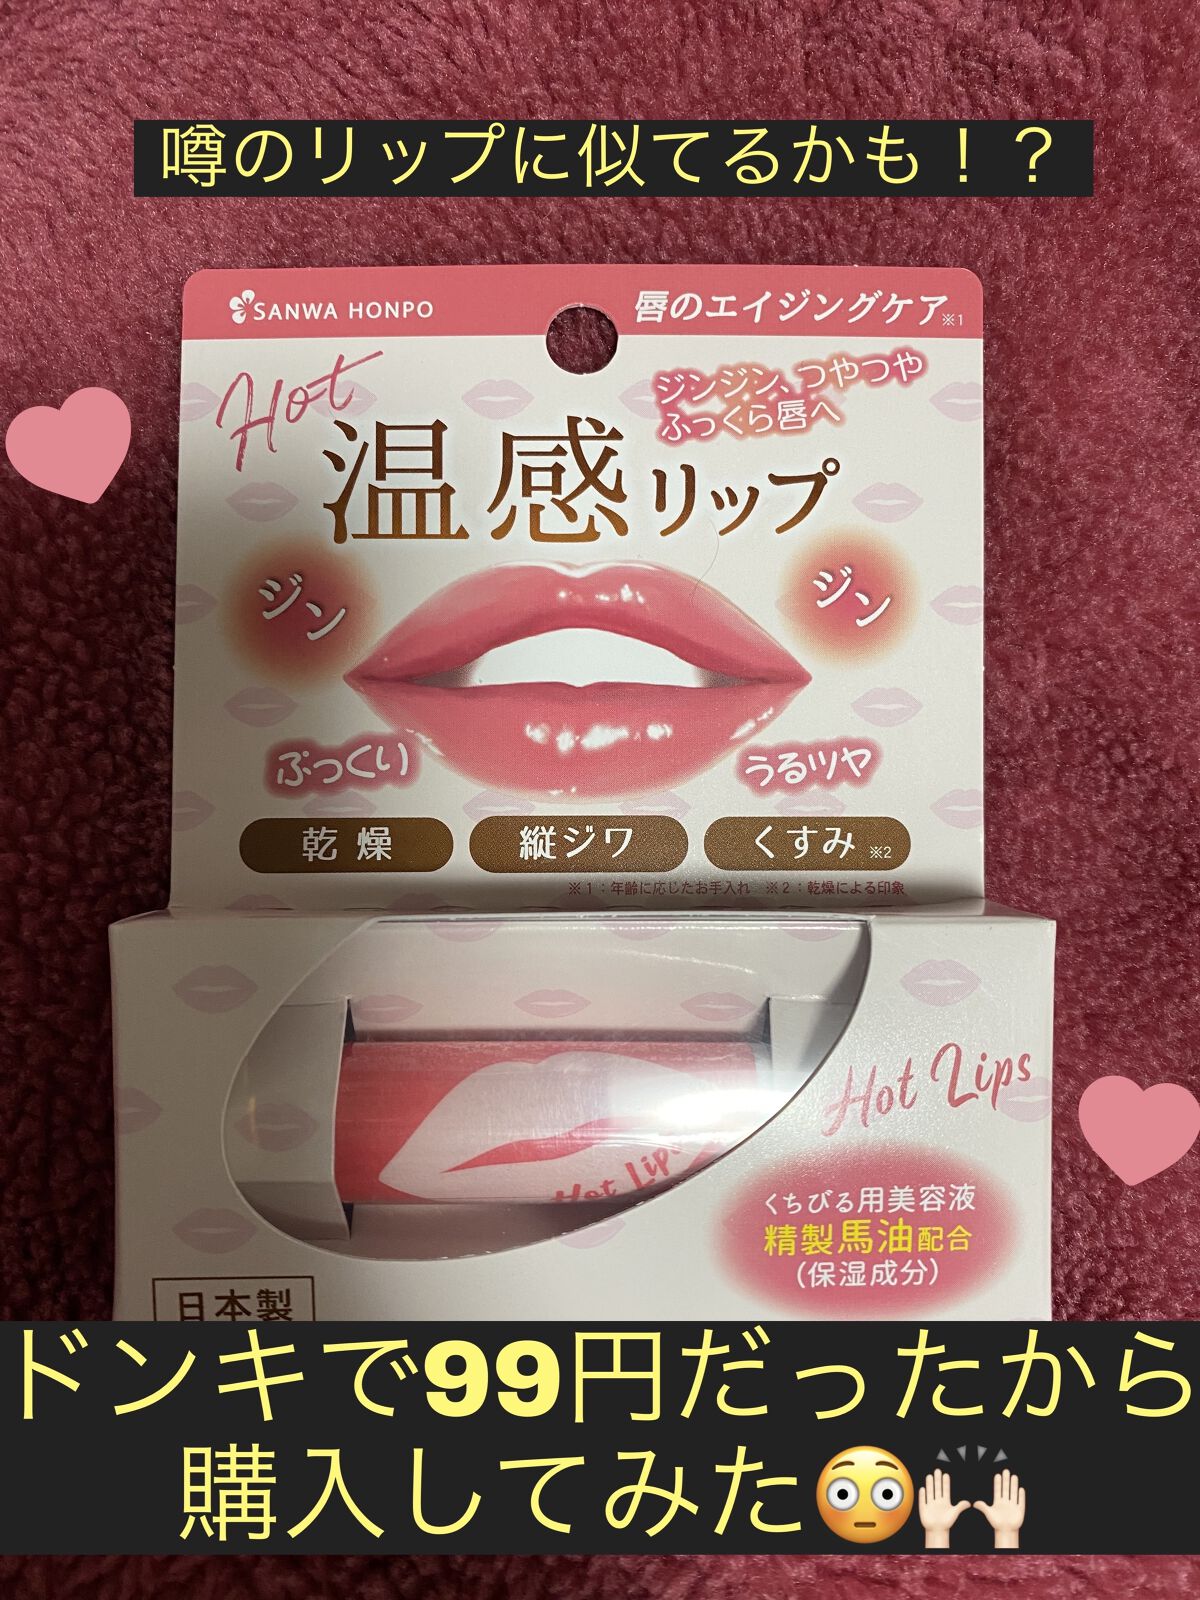 噂のリップに似てるかも！？
SANWA HONPO
唇のエイジングケア※1
Hot
ジンジン、つやつや
ふっくら唇へ
温感リップ
ジン
ジン
ぷっくり
うるツヤ
乾燥
縦ジワ
くすみ※2
※1：年齢に応じたお手入れ ※2：乾燥による印象
Hot Lips
Hot Lip
くちびる用美容液
精製馬油配合
(保湿成分)
日本製
ドンキで99円だったから
購入してみた😳🙌🏻